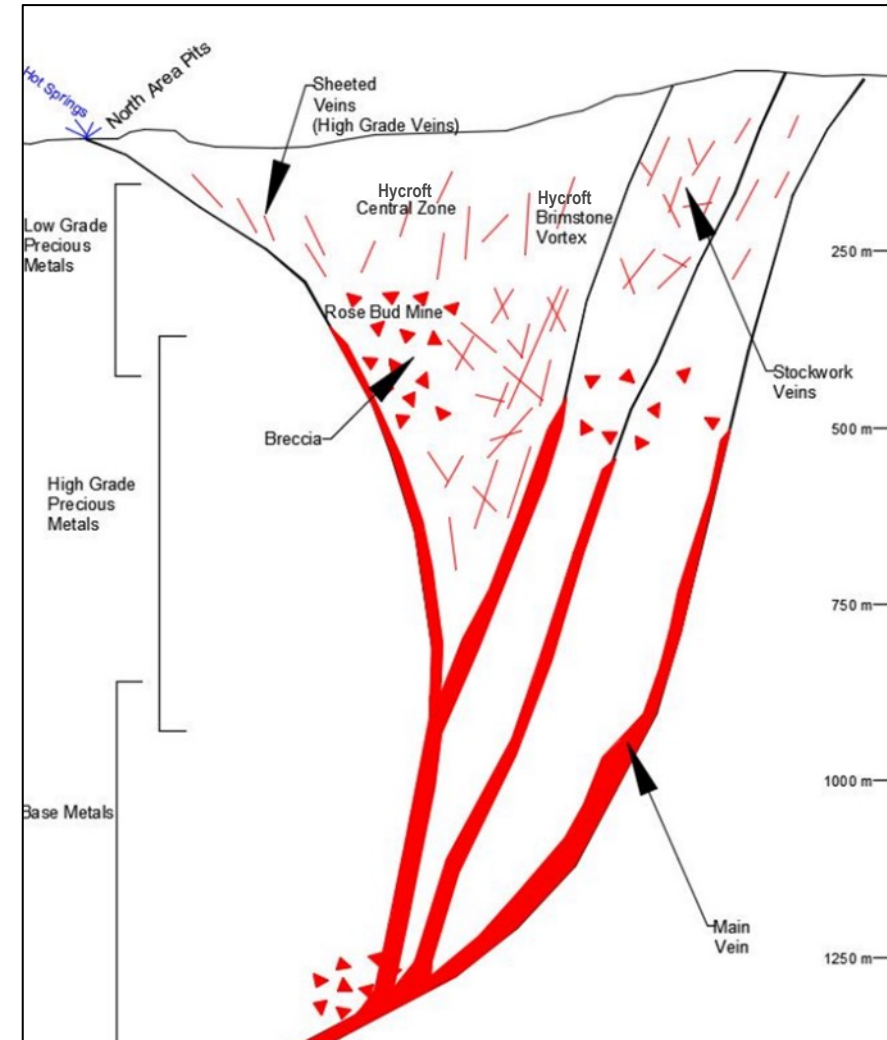 Hot Springs
North Area Pits
Sheeted
Veins
(High Grade Veins)
Hycroft
Central Zone
Hycroft
Brimstone
Vortex
Low Grade
Precious
Metals
250 m
Rose Bud Mine
Stockwork
Veins
Breccia
500 m
High Grade
Precious
Metals
750 m
1000 m
Base Metals
Main
Vein
1250 m